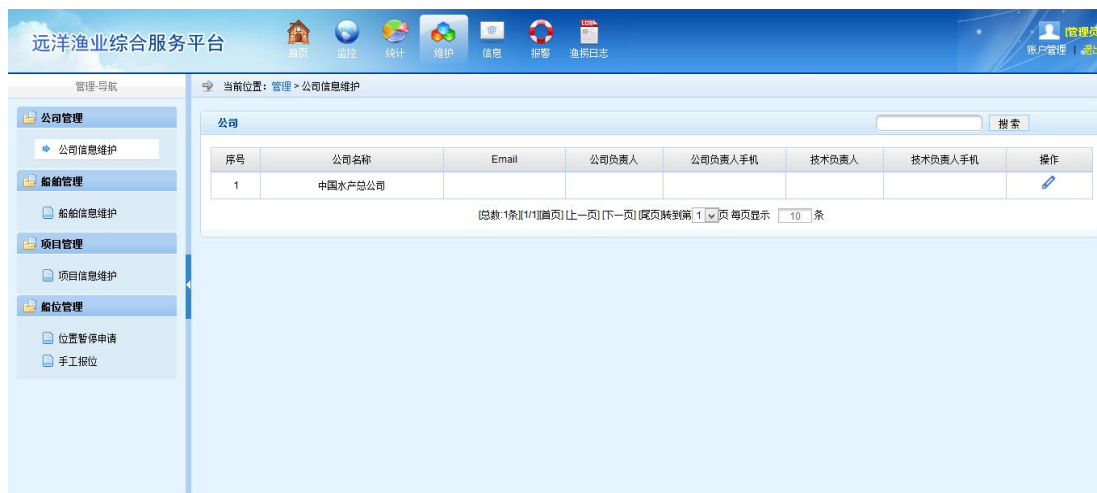 远洋渔业综合服务平台
首页 监控 统计 维护 信息 报警 渔捞日志
[管理员
账户管理 | 退出
管理-导航
当前位置：管理 > 公司信息维护
公司管理
公司信息维护
船舶管理
船舶信息维护
项目管理
项目信息维护
船位管理
位置暂停申请
手工报位
公司 搜索
序号 公司名称 Email 公司负责人 公司负责人手机 技术负责人 技术负责人手机 操作
1 中国水产总公司
[总数:1条][1/1][首页] [上一页] [下一页] [尾页]转到第 1 页 每页显示 10 条